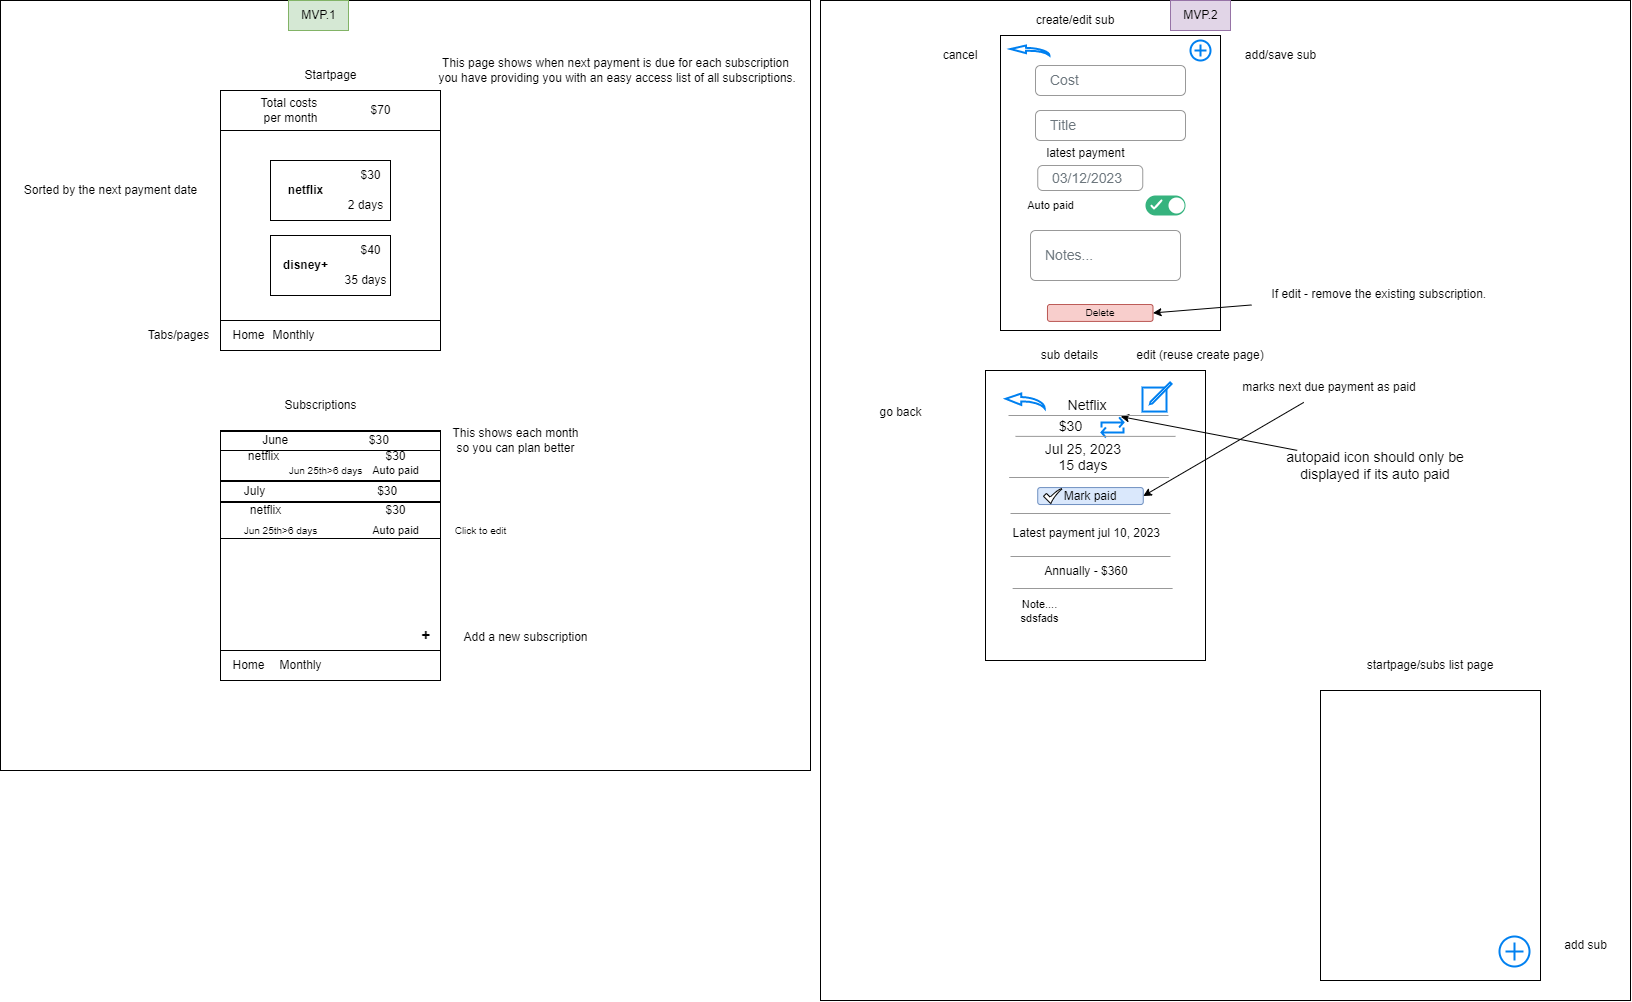 MVP.1
This page shows when next payment is due for each subscription
you have providing you with an easy access list of all subscriptions.
Startpage
Total costs
per month
$70
Sorted by the next payment date
$30
netflix
2 days
$40
disney+
35 days
Tabs/pages
Home
Monthly
Subscriptions
June
$30
netflix
$30
Jun 25th>6 days
Auto paid
This shows each month
so you can plan better
July
$30
netflix
$30
Jun 25th>6 days
Auto paid
Click to edit
+
Add a new subscription
Home
Monthly
MVP.2
create/edit sub
cancel
add/save sub
Cost
Title
latest payment
03/12/2023
Auto paid
Notes...
Delete
If edit - remove the existing subscription.
sub details
edit (reuse create page)
go back
Netflix
$30
Jul 25, 2023
15 days
Mark paid
Latest payment jul 10, 2023
Annually - $360
Note....
sdsfads
marks next due payment as paid
autopaid icon should only be
displayed if its auto paid
startpage/subs list page
add sub